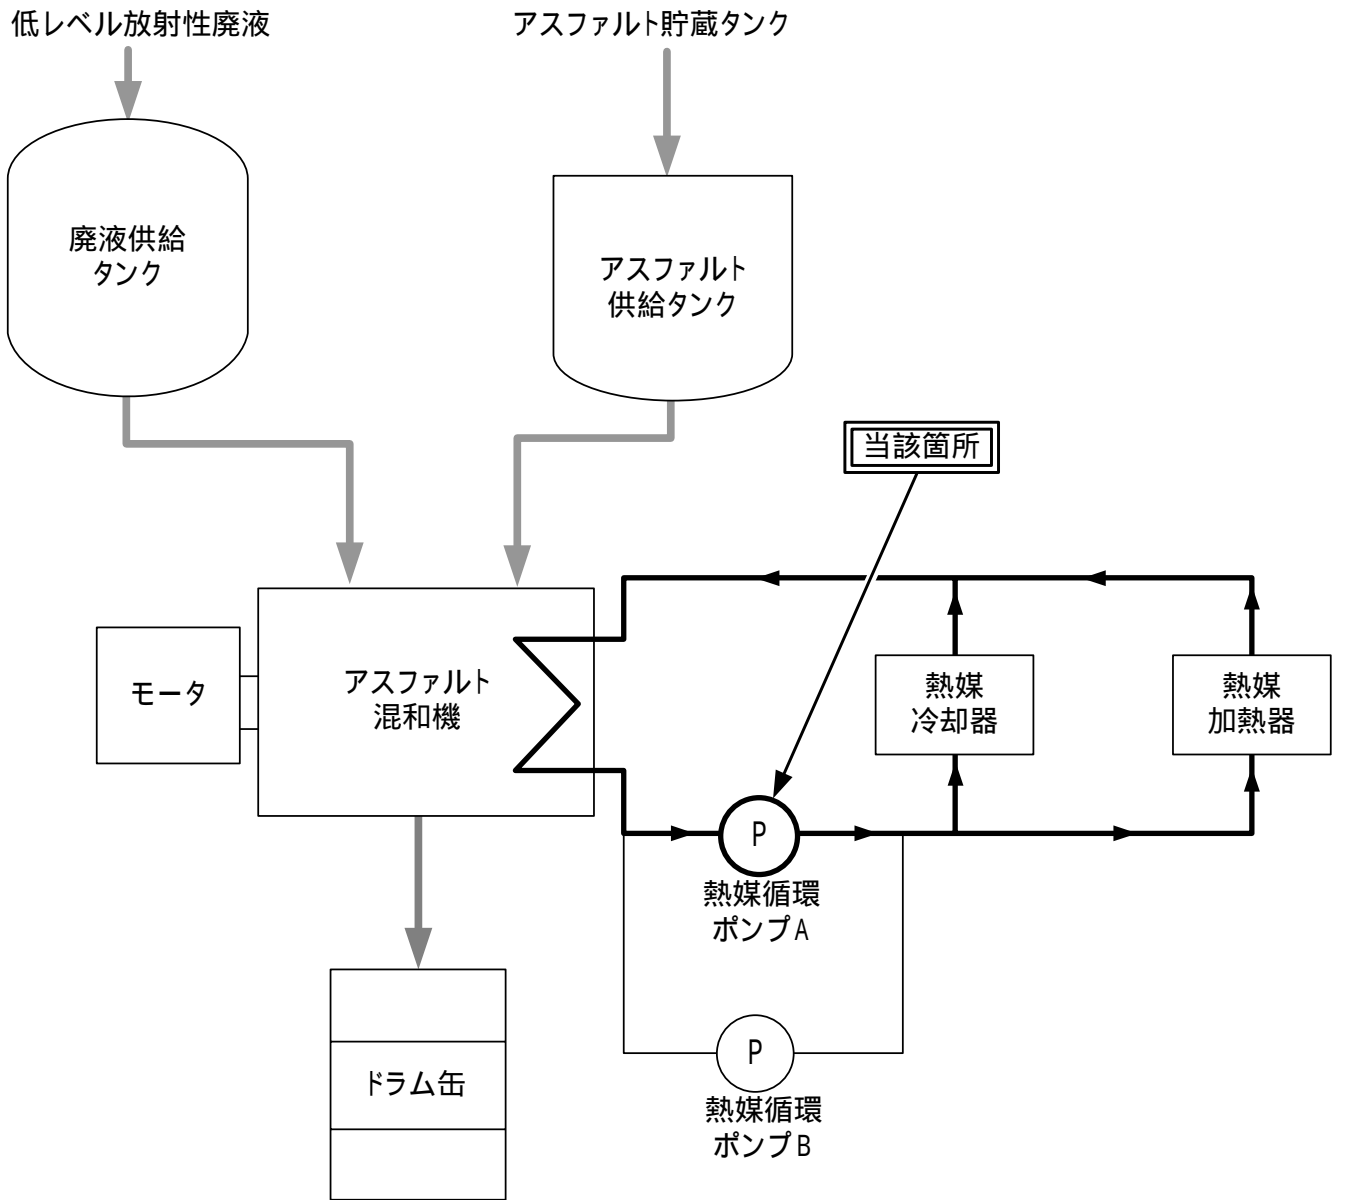 低レベル放射性廃液
アスファルト貯蔵タンク
廃液供給
タンク
アスファルト
供給タンク
当該箇所
モータ
アスファルト
混和機
熱媒
冷却器
熱媒
加熱器
P
熱媒循環
ポンプA
P
熱媒循環
ポンプB
ドラム缶